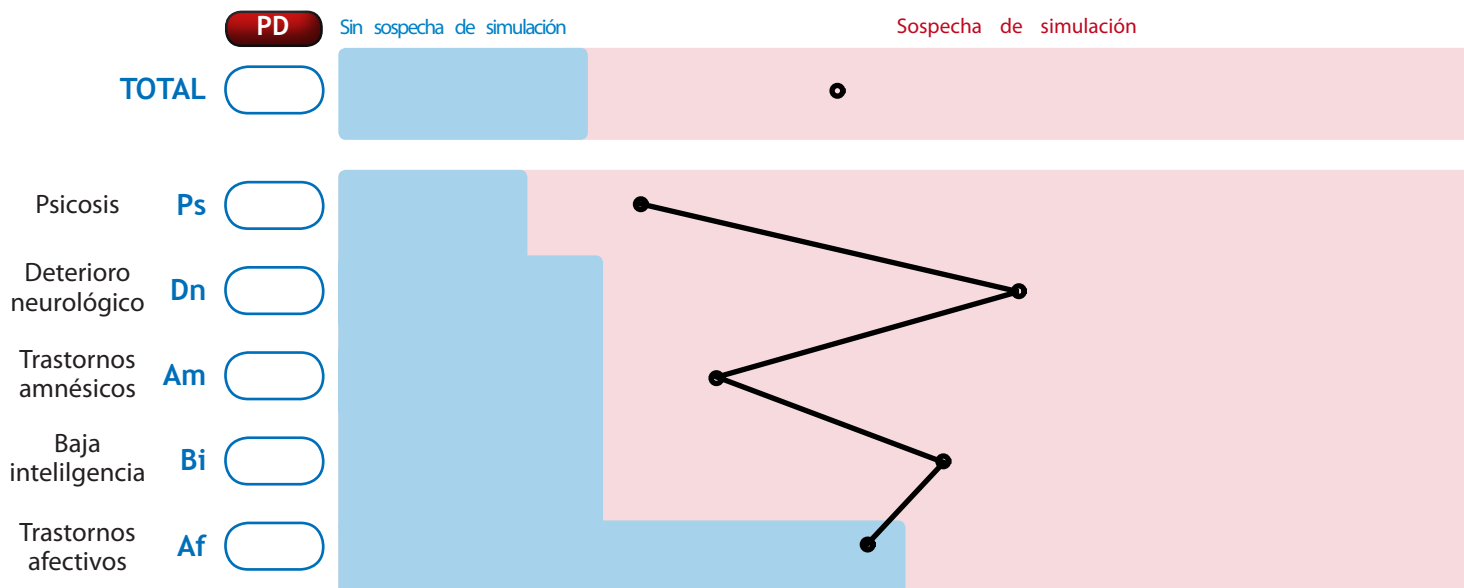 PD Sin sospecha de simulación Sospecha de simulación
TOTAL
Psicosis Ps
Deterioro
neurológico Dn
Trastornos
amnésicos Am
Baja
intelilgencia Bi
Trastornos
afectivos Af